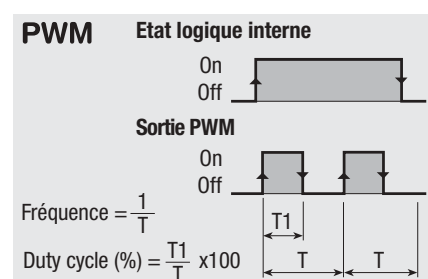 PWM Etat logique interne
On
Off
Sortie PWM
On
Off
Fréquence = 1/T
T1
Duty cycle (%) = T1/T x100
T T